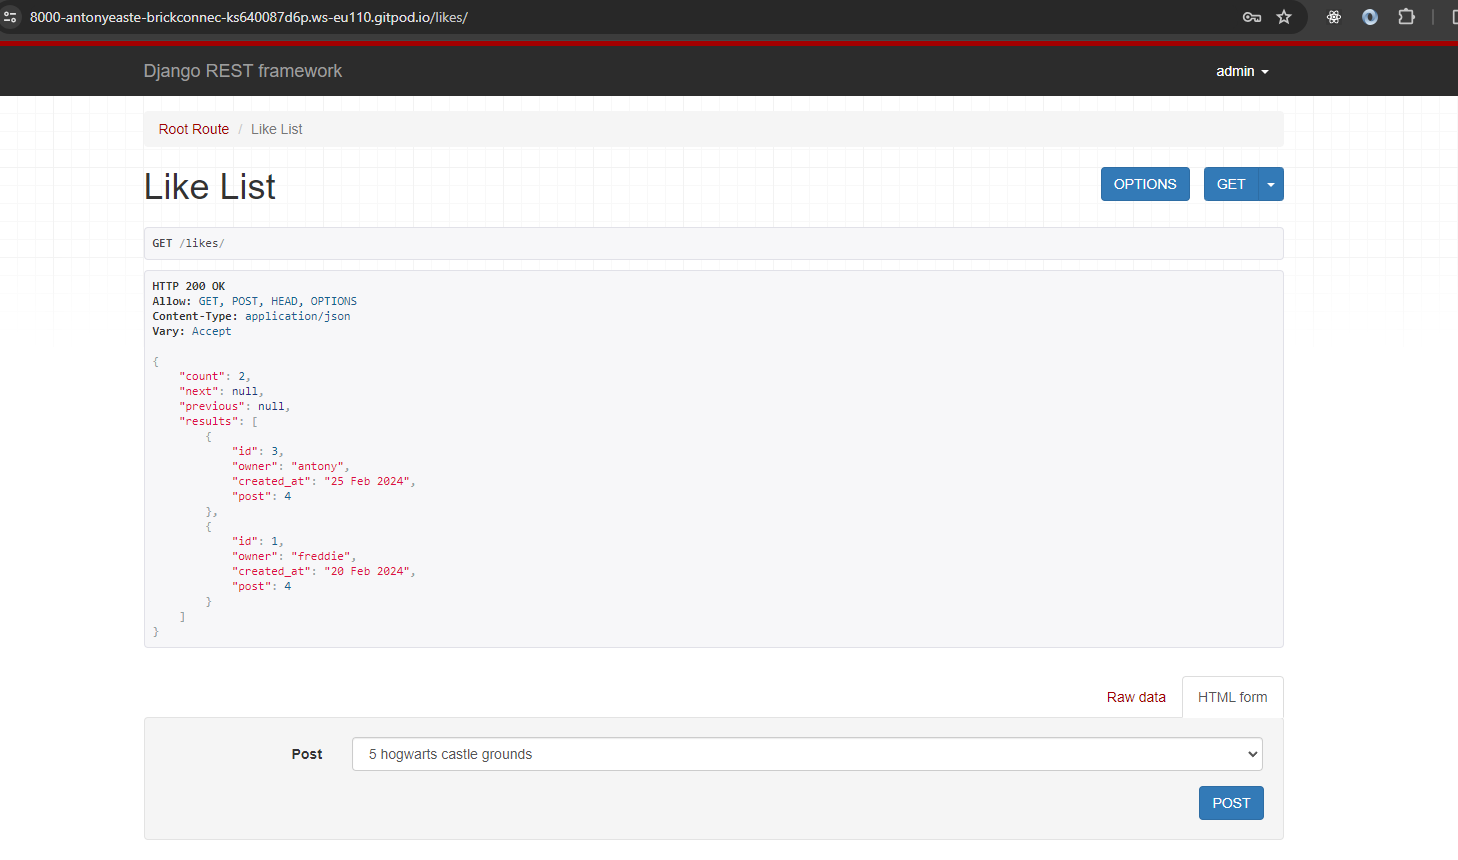 8000-antonyeaste-brickconnec-ks640087d6p.ws-eu110.gitpod.io/likes/
Django REST framework
admin
Root Route / Like List
Like List
OPTIONS
GET
GET /likes/
HTTP 200 OK
Allow: GET, POST, HEAD, OPTIONS
Content-Type: application/json
Vary: Accept
{
"count": 2,
"next": null,
"previous": null,
"results": [
{
"id": 3,
"owner": "antony",
"created_at": "25 Feb 2024",
"post": 4
},
{
"id": 1,
"owner": "freddie",
"created_at": "20 Feb 2024",
"post": 4
}
]
}
Raw data
HTML form
Post
5 hogwarts castle grounds
POST